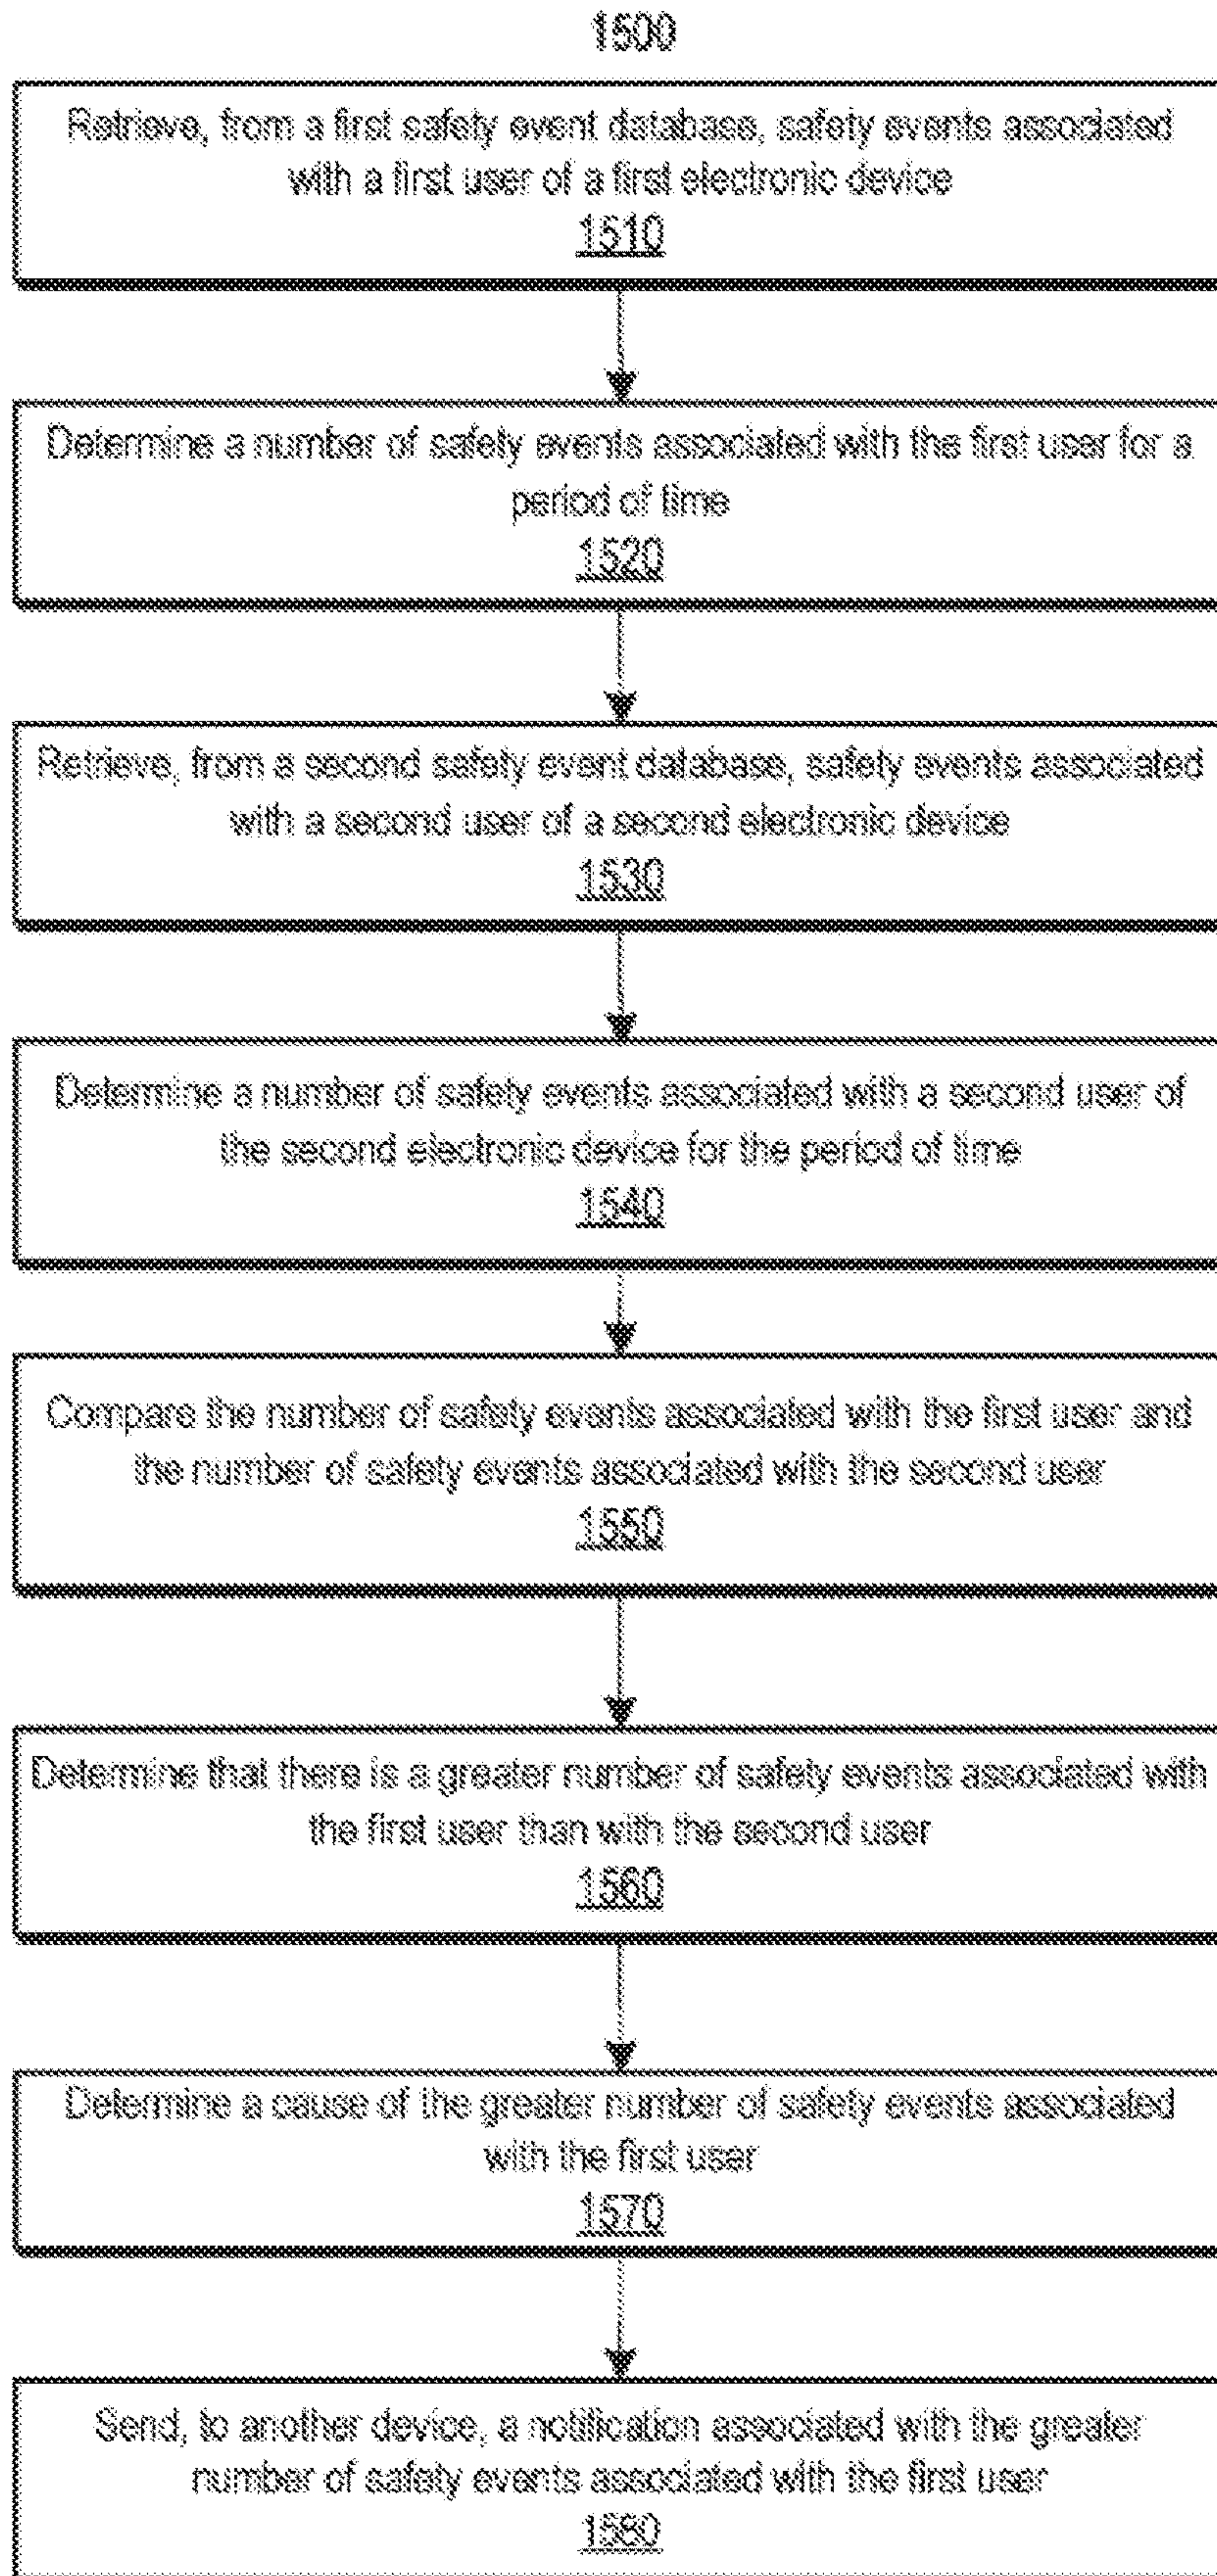 1500
Retrieve, from a first safety event database, safety events associated
with a first user of a first electronic device
1510
Determine a number of safety events associated with the first user for a
period of time
1520
Retrieve, from a second safety event database, safety events associated
with a second user of a second electronic device
1530
Determine a number of safety events associated with a second user of
the second electronic device for the period of time
1540
Compare the number of safety events associated with the first user and
the number of safety events associated with the second user
1550
Determine that there is a greater number of safety events associated with
the first user than with the second user
1560
Determine a cause of the greater number of safety events associated
with the first user
1570
Send, to another device, a notification associated with the greater
number of safety events associated with the first user
1580